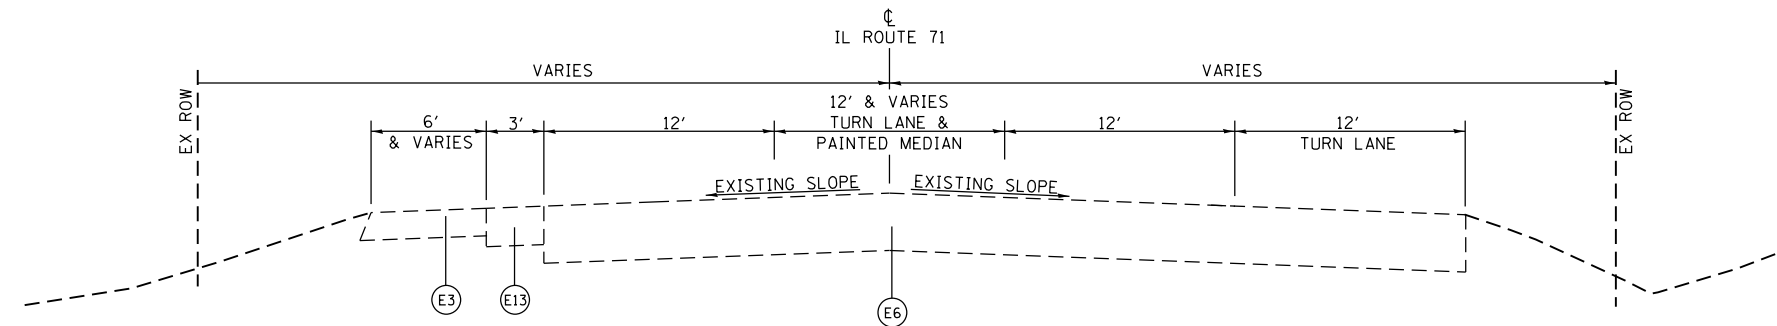 ℄
IL ROUTE 71
VARIES
VARIES
EX ROW
EX ROW
6'
& VARIES
3'
12'
12' & VARIES
TURN LANE &
PAINTED MEDIAN
12'
12'
TURN LANE
EXISTING SLOPE
EXISTING SLOPE
E3
E13
E6